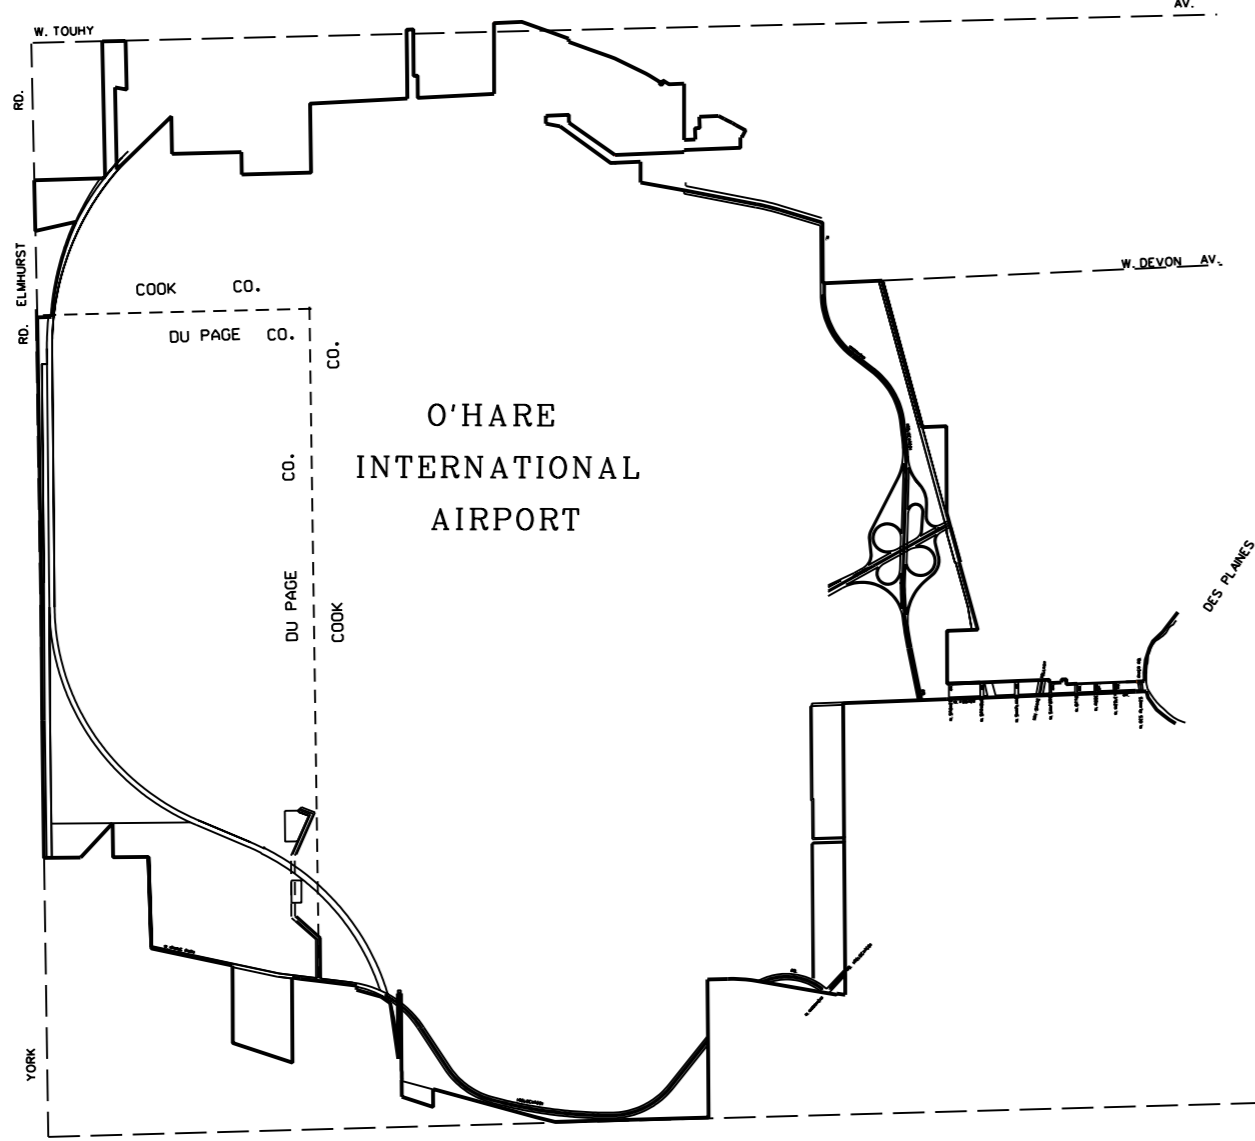 AV.
W. TOUHY
RD.
ELMHURST
RD.
W. DEVON AV.
COOK CO.
DU PAGE CO.
CO.
CO.
O'HARE
INTERNATIONAL
AIRPORT
DU PAGE
COOK
DES PLAINES
YORK